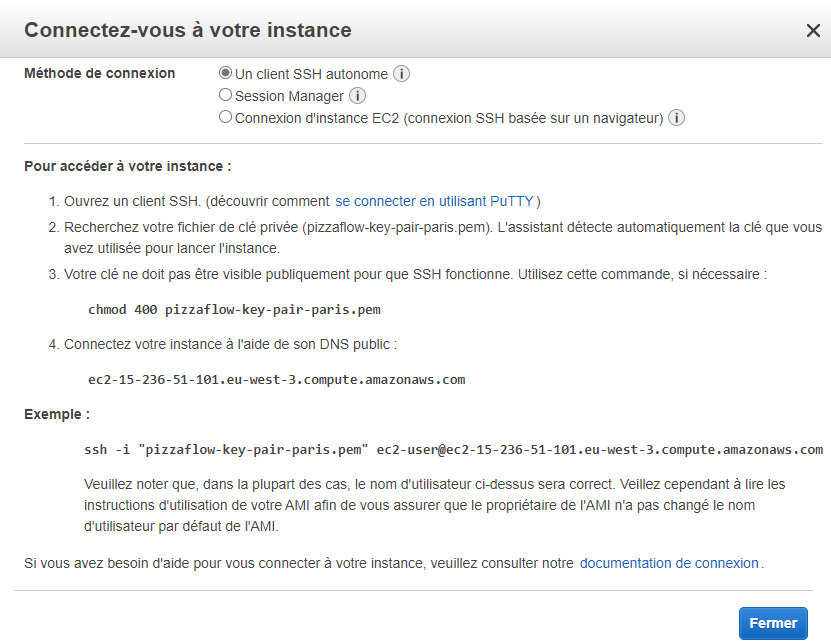 Connectez-vous à votre instance
Méthode de connexion
Un client SSH autonome
Session Manager
Connexion d'instance EC2 (connexion SSH basée sur un navigateur)
Pour accéder à votre instance :
1. Ouvrez un client SSH. (découvrir comment se connecter en utilisant PuTTY )
2. Recherchez votre fichier de clé privée (pizzaflow-key-pair-paris.pem). L'assistant détecte automatiquement la clé que vous
avez utilisée pour lancer l'instance.
3. Votre clé ne doit pas être visible publiquement pour que SSH fonctionne. Utilisez cette commande, si nécessaire :
chmod 400 pizzaflow-key-pair-paris.pem
4. Connectez votre instance à l'aide de son DNS public :
ec2-15-236-51-101.eu-west-3.compute.amazonaws.com
Exemple :
ssh -i "pizzaflow-key-pair-paris.pem" ec2-user@ec2-15-236-51-101.eu-west-3.compute.amazonaws.com
Veuillez noter que, dans la plupart des cas, le nom d'utilisateur ci-dessus sera correct. Veillez cependant à lire les
instructions d'utilisation de votre AMI afin de vous assurer que le propriétaire de l'AMI n'a pas changé le nom
d'utilisateur par défaut de l'AMI.
Si vous avez besoin d'aide pour vous connecter à votre instance, veuillez consulter notre documentation de connexion .
Fermer